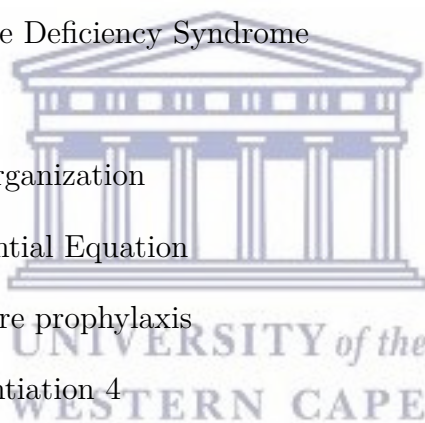 e Deficiency Syndrome
rganization
ntial Equation
re prophylaxis
UNIVERSITY of the
ntiation 4
WESTERN CAPE